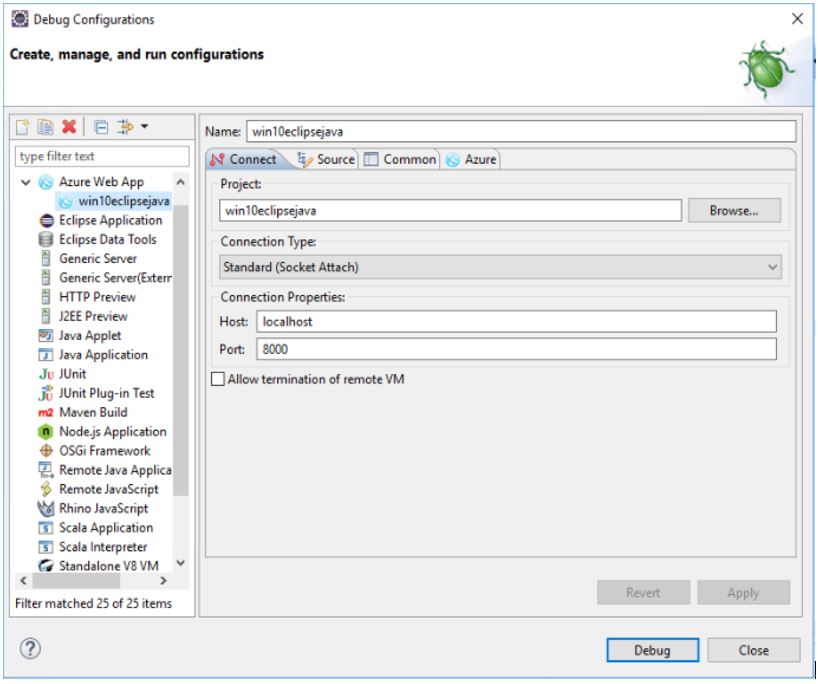 Debug Configurations
Create, manage, and run configurations
type filter text
Azure Web App
win10eclipsejava
Eclipse Application
Eclipse Data Tools
Generic Server
Generic Server(Extern
HTTP Preview
J2EE Preview
Java Applet
Java Application
JUnit
JUnit Plug-in Test
Maven Build
Node.js Application
OSGi Framework
Remote Java Applica
Remote JavaScript
Rhino JavaScript
Scala Application
Scala Interpreter
Standalone V8 VM
Filter matched 25 of 25 items
Name: win10eclipsejava
Connect Source Common Azure
Project:
win10eclipsejava Browse...
Connection Type:
Standard (Socket Attach)
Connection Properties:
Host: localhost
Port: 8000
Allow termination of remote VM
Revert Apply
Debug Close